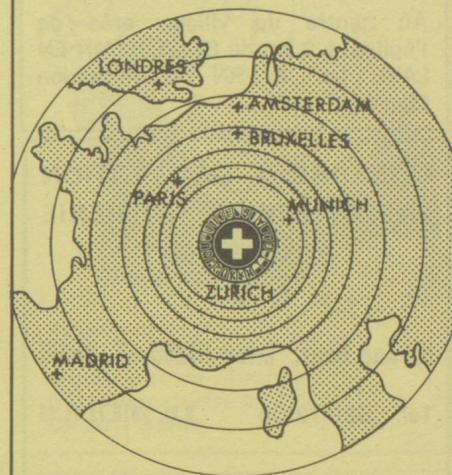 LONDRES
AMSTERDAM
BRUXELLES
PARIS
MUNICH
ZURICH
MADRID